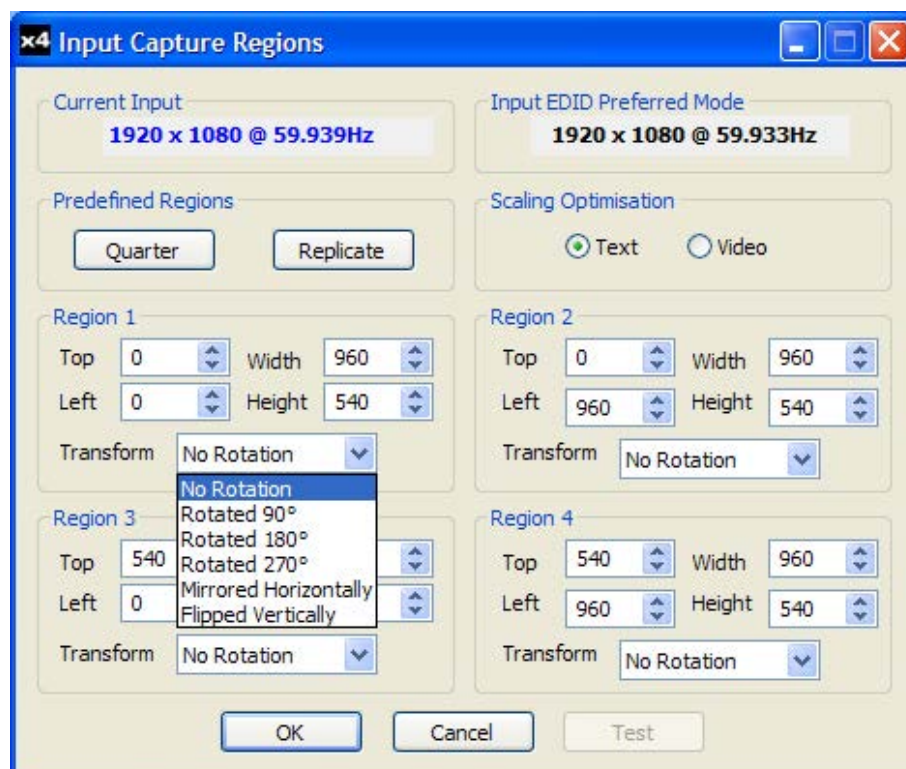 x4 Input Capture Regions
Current Input
1920 x 1080 @ 59.939Hz
Input EDID Preferred Mode
1920 x 1080 @ 59.933Hz
Predefined Regions
Quarter Replicate
Scaling Optimisation
Text Video
Region 1
Top 0 Width 960
Left 0 Height 540
Transform No Rotation
No Rotation
Rotated 90°
Rotated 180°
Rotated 270°
Mirrored Horizontally
Flipped Vertically
Region 2
Top 0 Width 960
Left 960 Height 540
Transform No Rotation
Region 3
Top 540
Left 0
Transform No Rotation
Region 4
Top 540 Width 960
Left 960 Height 540
Transform No Rotation
OK Cancel Test